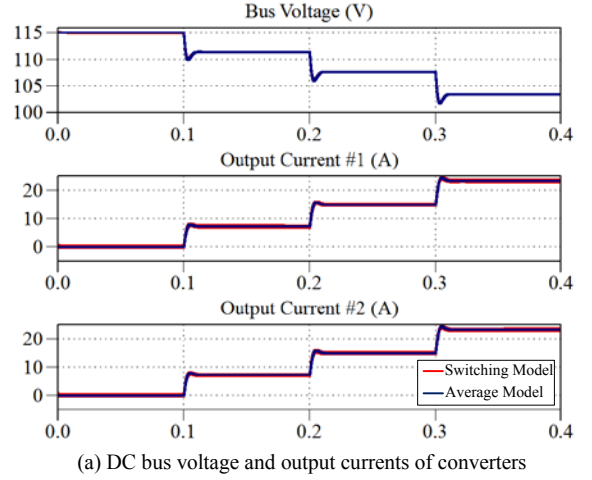 Bus Voltage (V)
115
110
105
100
0.0 0.1 0.2 0.3 0.4
Output Current #1 (A)
20
10
0
0.0 0.1 0.2 0.3 0.4
Output Current #2 (A)
20
10
0
Switching Model
Average Model
0.0 0.1 0.2 0.3 0.4
(a) DC bus voltage and output currents of converters